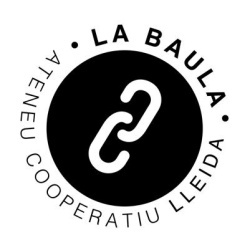 • LA BAULA •
ATENEU COOPERATIU LLEIDA